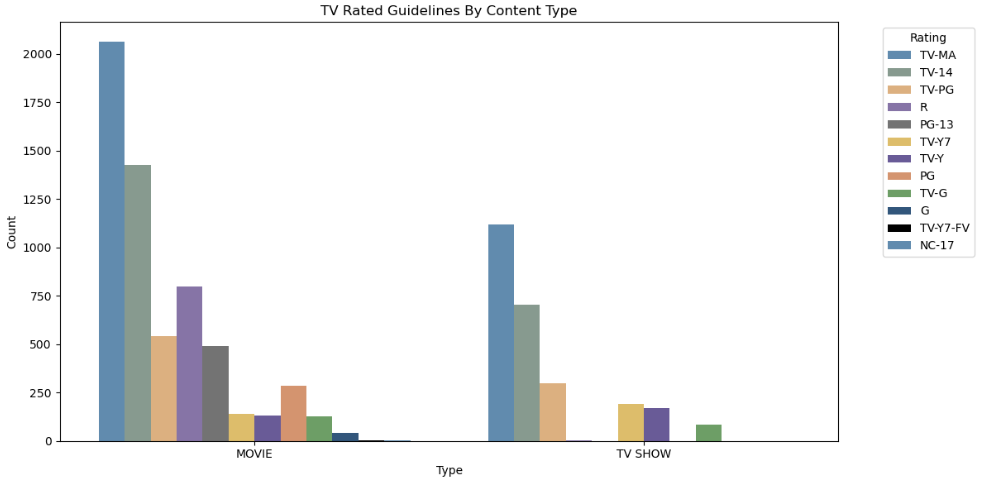 TV Rated Guidelines By Content Type
Rating
TV-MA
TV-14
TV-PG
R
PG-13
TV-Y7
TV-Y
PG
TV-G
G
TV-Y7-FV
NC-17
Count
2000
1750
1500
1250
1000
750
500
250
0
MOVIE
TV SHOW
Type